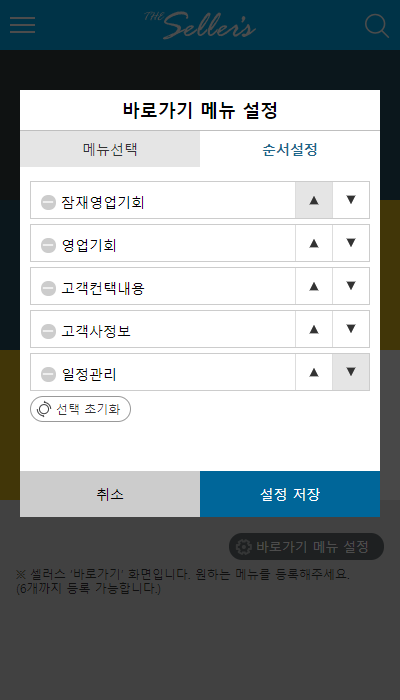 THE Seller's
바로가기 메뉴 설정
메뉴선택 순서설정
잠재영업기회 ▲ ▼
영업기회 ▲ ▼
고객컨택내용 ▲ ▼
고객사정보 ▲ ▼
일정관리 ▲ ▼
선택 초기화
취소 설정 저장
바로가기 메뉴 설정
※ 셀러스 '바로가기' 화면입니다. 원하는 메뉴를 등록해주세요.
(6개까지 등록 가능합니다.)